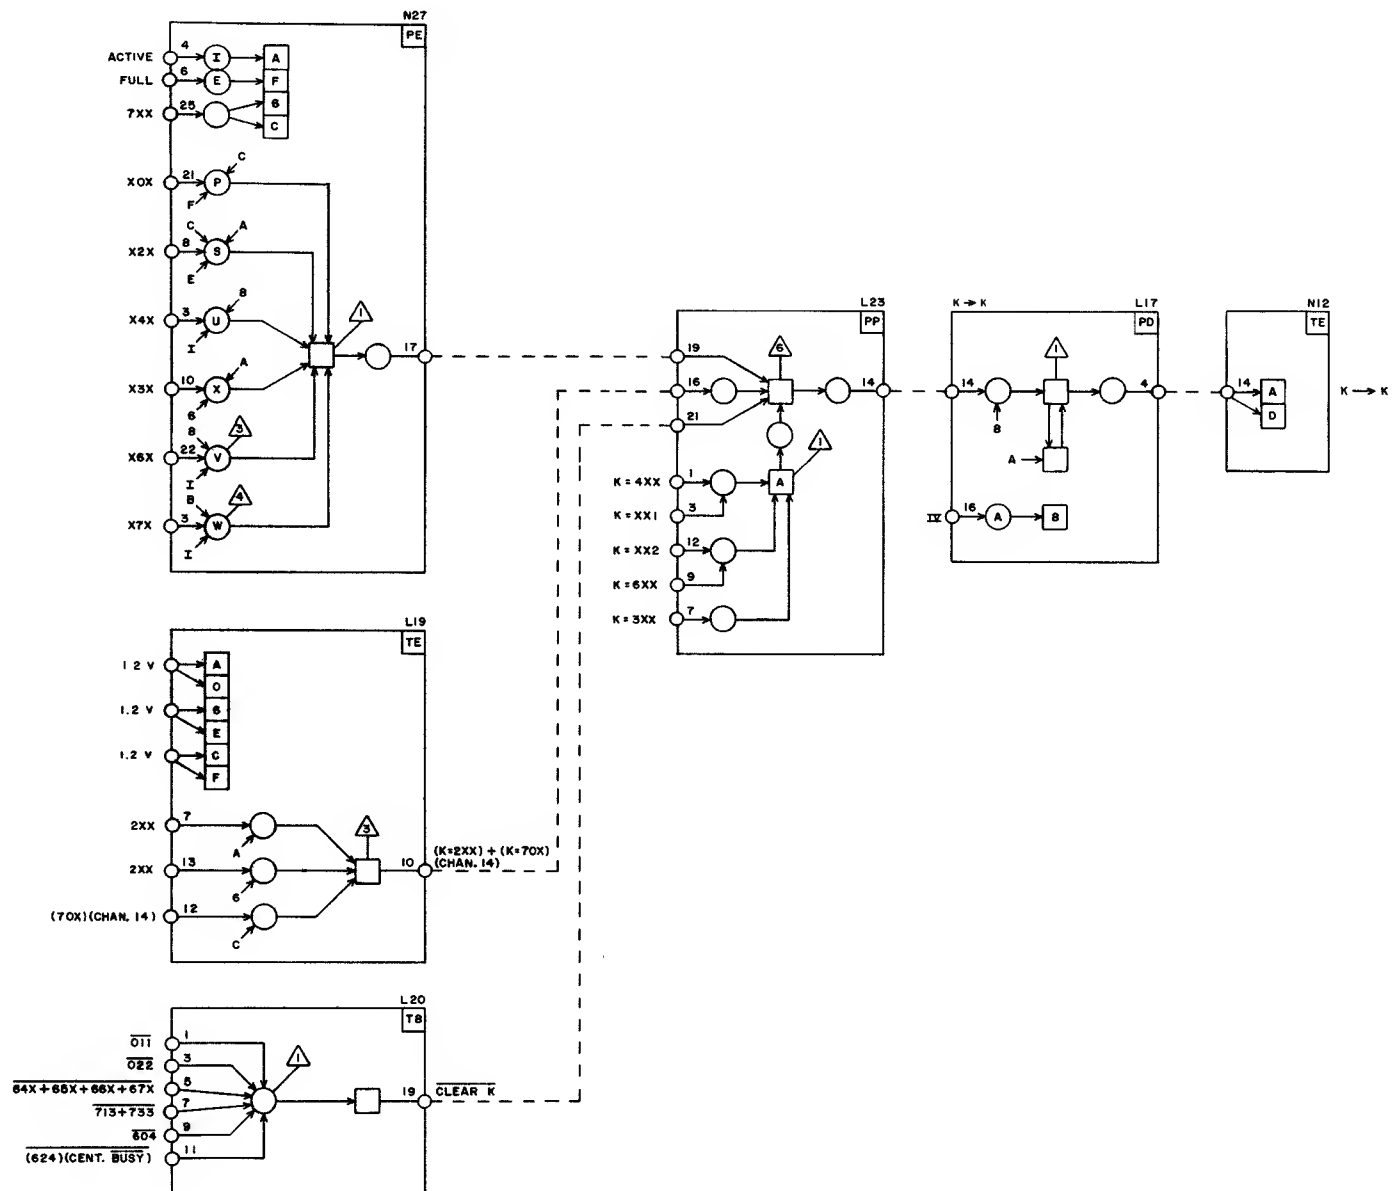 N27
PE
ACTIVE 4 I A
FULL 6 E F
7XX 25 6
C
C
X0X 21 P
F
C A
X2X 8 S
E
8
X4X 3 U
I
1
17
A
X3X 10 X
6
8 3
X6X 22 V
I
B 4
X7X 3 W
I
L23
PP
19
6
16 14
21
1
K = 4XX 1 A
K = XX1 3
K = XX2 12
K = 6XX 9
K = 3XX 7
K → K L17
PD
1
14 4
8
A
IV 16 A B
N12
TE
14 A
D
K → K
L19
TE
1 2 V A
O
1.2 V 6
E
1.2 V C
F
2XX 7
A
3
2XX 13 10 (K=2XX) + (K=70X)
(CHAN. 14)
6
(70X)(CHAN. 14) 12
C
L20
TB
011 1
022 3 1
64X+65X+66X+67X 5
19 CLEAR K
713+733 7
604 9
(624)(CENT. BUSY) 11